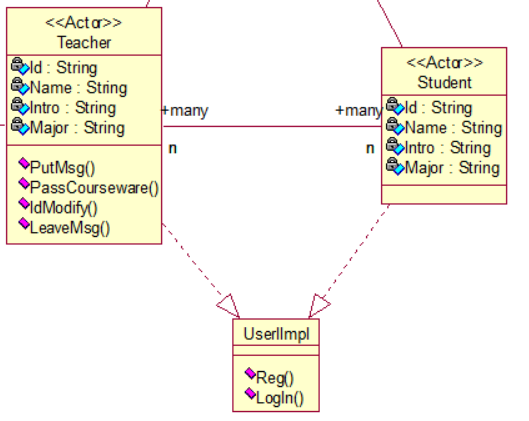 <<Actor>>
Teacher
Id : String
Name : String
Intro : String
Major : String
PutMsg()
PassCourseware()
IdModify()
LeaveMsg()
+many
n
+many
n
<<Actor>>
Student
Id : String
Name : String
Intro : String
Major : String
UserIImpl
Reg()
LogIn()